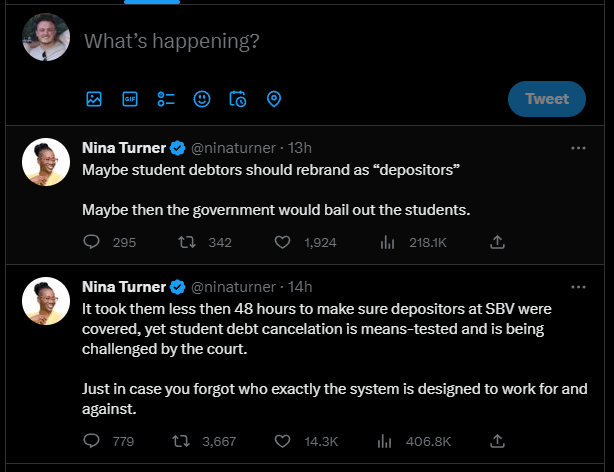 What's happening?
GIF
Tweet
Nina Turner @ninaturner · 13h
Maybe student debtors should rebrand as “depositors”
Maybe then the government would bail out the students.
295 342 1,924 218.1K
Nina Turner @ninaturner · 14h
It took them less then 48 hours to make sure depositors at SBV were
covered, yet student debt cancelation is means-tested and is being
challenged by the court.
Just in case you forgot who exactly the system is designed to work for and
against.
779 3,667 14.3K 406.8K